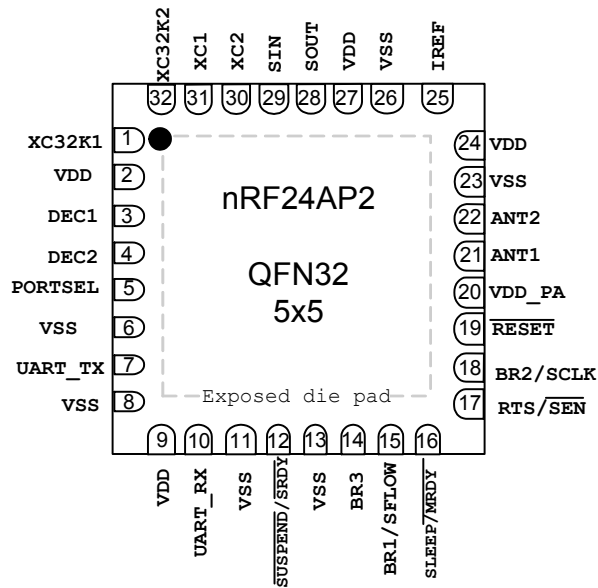 XC32K2
XC1
XC2
SIN
SOUT
VDD
VSS
IREF
32 31 30 29 28 27 26 25
XC32K1 1
VDD 2
DEC1 3
DEC2 4
PORTSEL 5
VSS 6
UART_TX 7
VSS 8
nRF24AP2
QFN32
5x5
Exposed die pad
24 VDD
23 VSS
22 ANT2
21 ANT1
20 VDD_PA
19 RESET
18 BR2/SCLK
17 RTS/SEN
9 10 11 12 13 14 15 16
VDD
UART_RX
VSS
SUSPEND/SRDY
VSS
BR3
BR1/SFLOW
SLEEP/MRDY